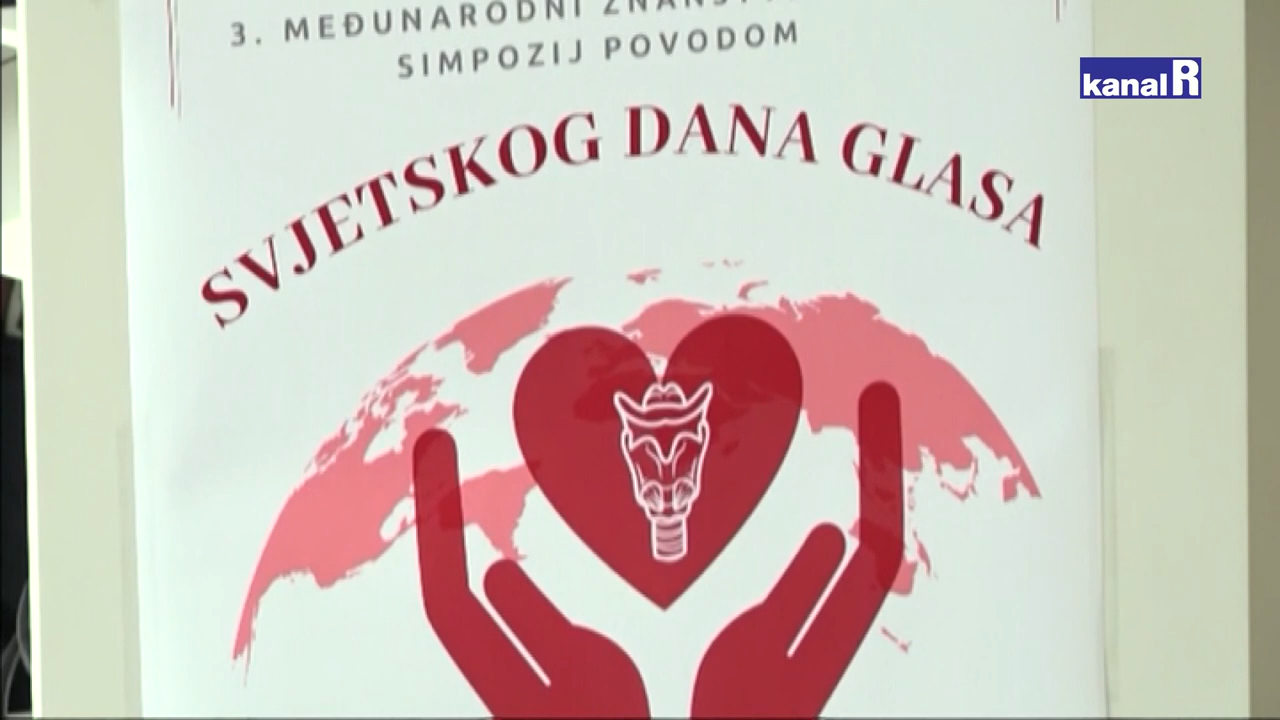 3. MEĐUNARODNI
SIMPOZIJ POVODOM
SVJETSKOG DANA GLASA
kanal R